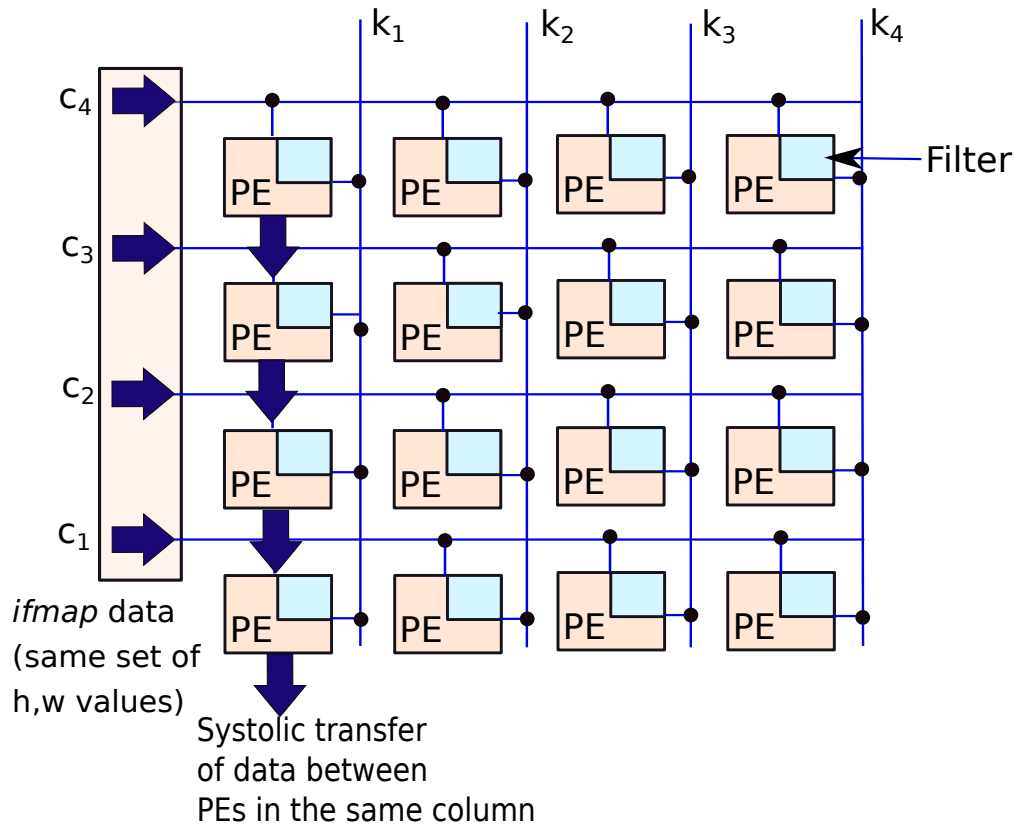 k1 k2 k3 k4
c4
Filter
PE PE PE PE
c3
PE PE PE PE
c2
PE PE PE PE
c1
PE PE PE PE
ifmap data
(same set of
h,w values)
Systolic transfer
of data between
PEs in the same column